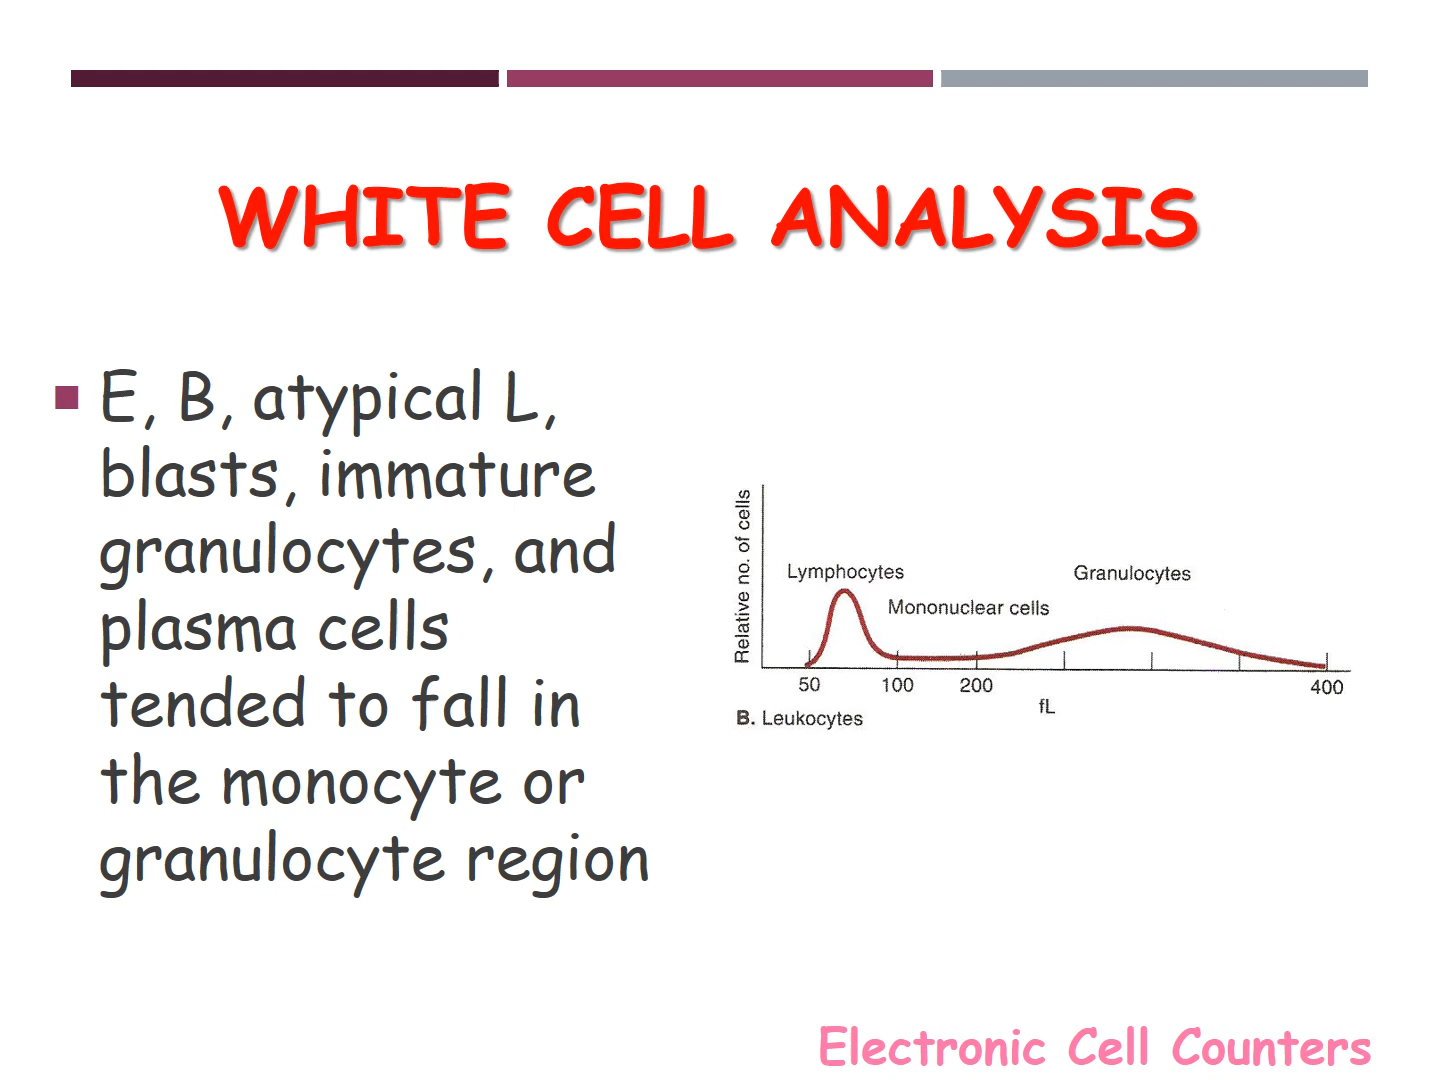 WHITE CELL ANALYSIS
E, B, atypical L,
blasts, immature
granulocytes, and
plasma cells
tended to fall in
the monocyte or
granulocyte region
Relative no. of cells
Lymphocytes
Granulocytes
Mononuclear cells
50 100 200 400
fL
B. Leukocytes
Electronic Cell Counters